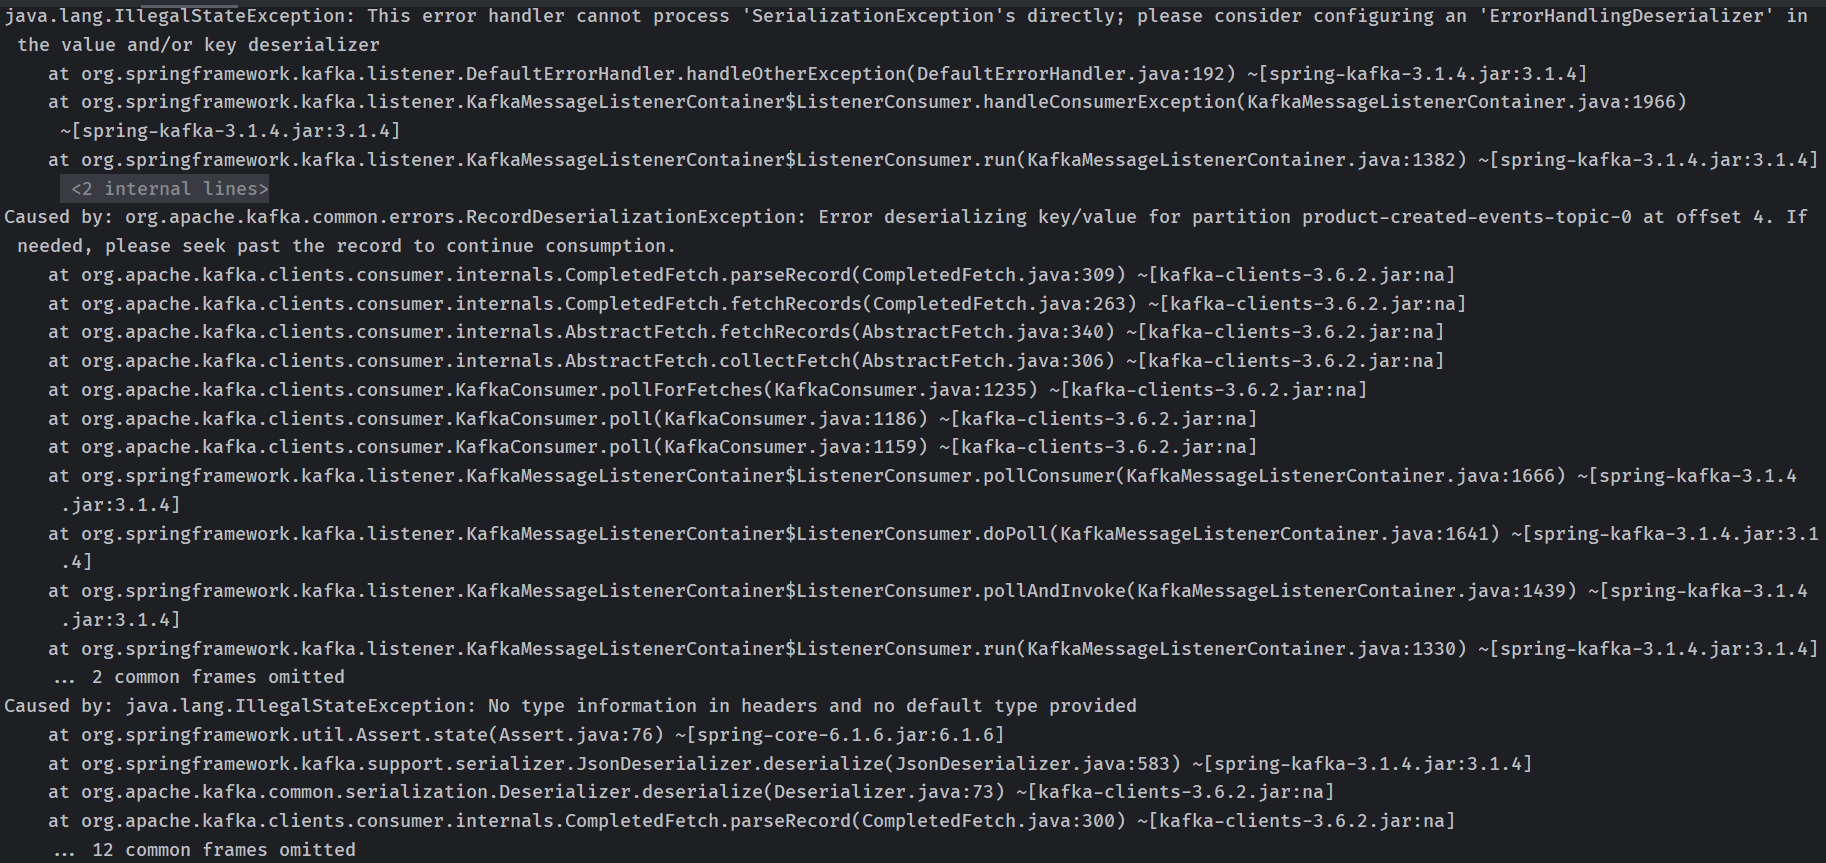 java.lang.IllegalStateException: This error handler cannot process 'SerializationException's directly; please consider configuring an 'ErrorHandlingDeserializer' in
the value and/or key deserializer
at org.springframework.kafka.listener.DefaultErrorHandler.handleOtherException(DefaultErrorHandler.java:192) ~[spring-kafka-3.1.4.jar:3.1.4]
at org.springframework.kafka.listener.KafkaMessageListenerContainer$ListenerConsumer.handleConsumerException(KafkaMessageListenerContainer.java:1966)
~[spring-kafka-3.1.4.jar:3.1.4]
at org.springframework.kafka.listener.KafkaMessageListenerContainer$ListenerConsumer.run(KafkaMessageListenerContainer.java:1382) ~[spring-kafka-3.1.4.jar:3.1.4]
<2 internal lines>
Caused by: org.apache.kafka.common.errors.RecordDeserializationException: Error deserializing key/value for partition product-created-events-topic-0 at offset 4. If
needed, please seek past the record to continue consumption.
at org.apache.kafka.clients.consumer.internals.CompletedFetch.parseRecord(CompletedFetch.java:309) ~[kafka-clients-3.6.2.jar:na]
at org.apache.kafka.clients.consumer.internals.CompletedFetch.fetchRecords(CompletedFetch.java:263) ~[kafka-clients-3.6.2.jar:na]
at org.apache.kafka.clients.consumer.internals.AbstractFetch.fetchRecords(AbstractFetch.java:340) ~[kafka-clients-3.6.2.jar:na]
at org.apache.kafka.clients.consumer.internals.AbstractFetch.collectFetch(AbstractFetch.java:306) ~[kafka-clients-3.6.2.jar:na]
at org.apache.kafka.clients.consumer.KafkaConsumer.pollForFetches(KafkaConsumer.java:1235) ~[kafka-clients-3.6.2.jar:na]
at org.apache.kafka.clients.consumer.KafkaConsumer.poll(KafkaConsumer.java:1186) ~[kafka-clients-3.6.2.jar:na]
at org.apache.kafka.clients.consumer.KafkaConsumer.poll(KafkaConsumer.java:1159) ~[kafka-clients-3.6.2.jar:na]
at org.springframework.kafka.listener.KafkaMessageListenerContainer$ListenerConsumer.pollConsumer(KafkaMessageListenerContainer.java:1666) ~[spring-kafka-3.1.4
.jar:3.1.4]
at org.springframework.kafka.listener.KafkaMessageListenerContainer$ListenerConsumer.doPoll(KafkaMessageListenerContainer.java:1641) ~[spring-kafka-3.1.4.jar:3.1
.4]
at org.springframework.kafka.listener.KafkaMessageListenerContainer$ListenerConsumer.pollAndInvoke(KafkaMessageListenerContainer.java:1439) ~[spring-kafka-3.1.4
.jar:3.1.4]
at org.springframework.kafka.listener.KafkaMessageListenerContainer$ListenerConsumer.run(KafkaMessageListenerContainer.java:1330) ~[spring-kafka-3.1.4.jar:3.1.4]
... 2 common frames omitted
Caused by: java.lang.IllegalStateException: No type information in headers and no default type provided
at org.springframework.util.Assert.state(Assert.java:76) ~[spring-core-6.1.6.jar:6.1.6]
at org.springframework.kafka.support.serializer.JsonDeserializer.deserialize(JsonDeserializer.java:583) ~[spring-kafka-3.1.4.jar:3.1.4]
at org.apache.kafka.common.serialization.Deserializer.deserialize(Deserializer.java:73) ~[kafka-clients-3.6.2.jar:na]
at org.apache.kafka.clients.consumer.internals.CompletedFetch.parseRecord(CompletedFetch.java:300) ~[kafka-clients-3.6.2.jar:na]
... 12 common frames omitted